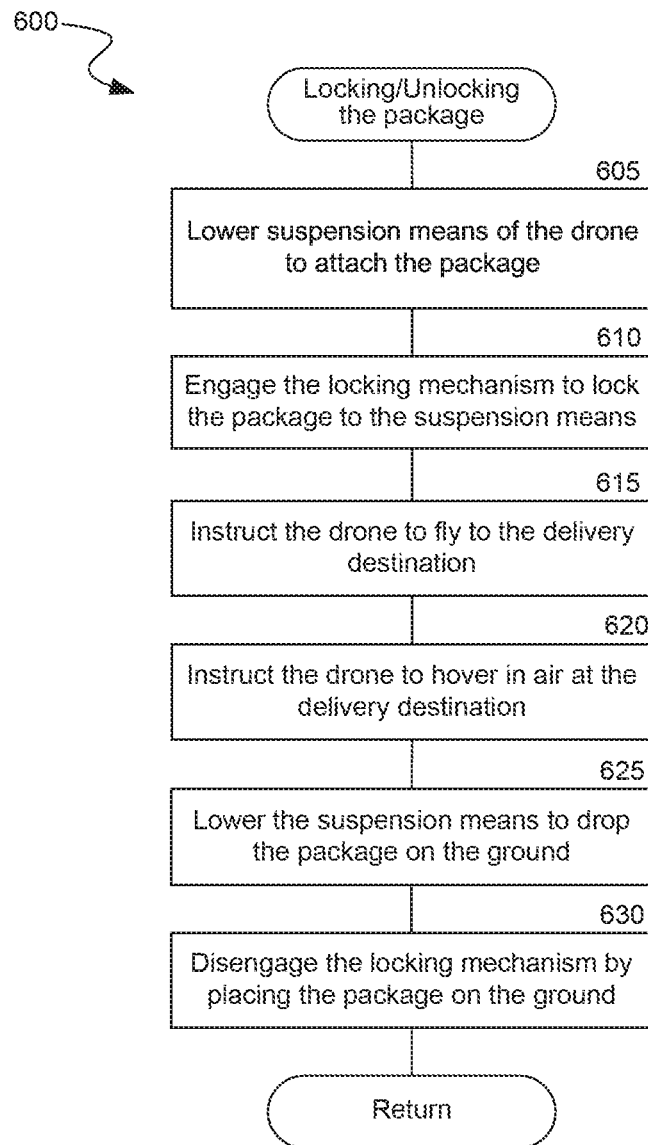 600
Locking/Unlocking
the package
605
Lower suspension means of the drone
to attach the package
610
Engage the locking mechanism to lock
the package to the suspension means
615
Instruct the drone to fly to the delivery
destination
620
Instruct the drone to hover in air at the
delivery destination
625
Lower the suspension means to drop
the package on the ground
630
Disengage the locking mechanism by
placing the package on the ground
Return